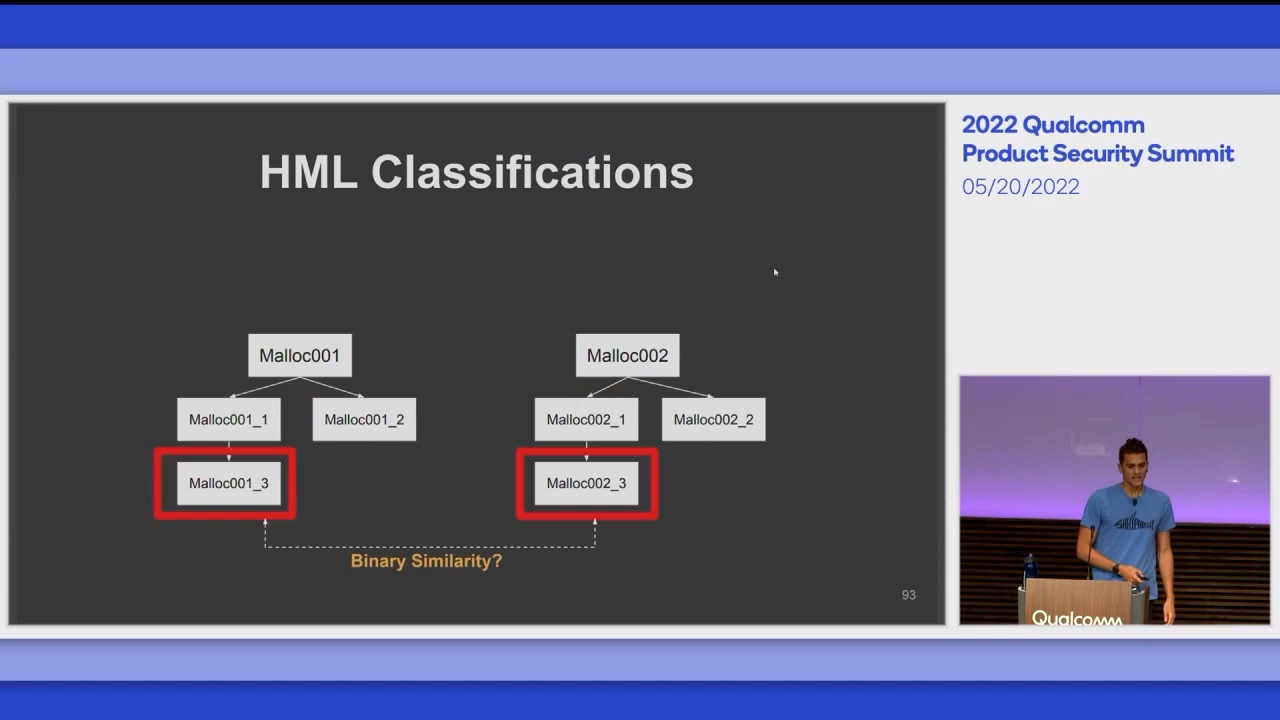 HML Classifications
Malloc001
Malloc002
Malloc001_1
Malloc001_2
Malloc002_1
Malloc002_2
Malloc001_3
Malloc002_3
Binary Similarity?
93
2022 Qualcomm
Product Security Summit
05/20/2022
Qualcomm